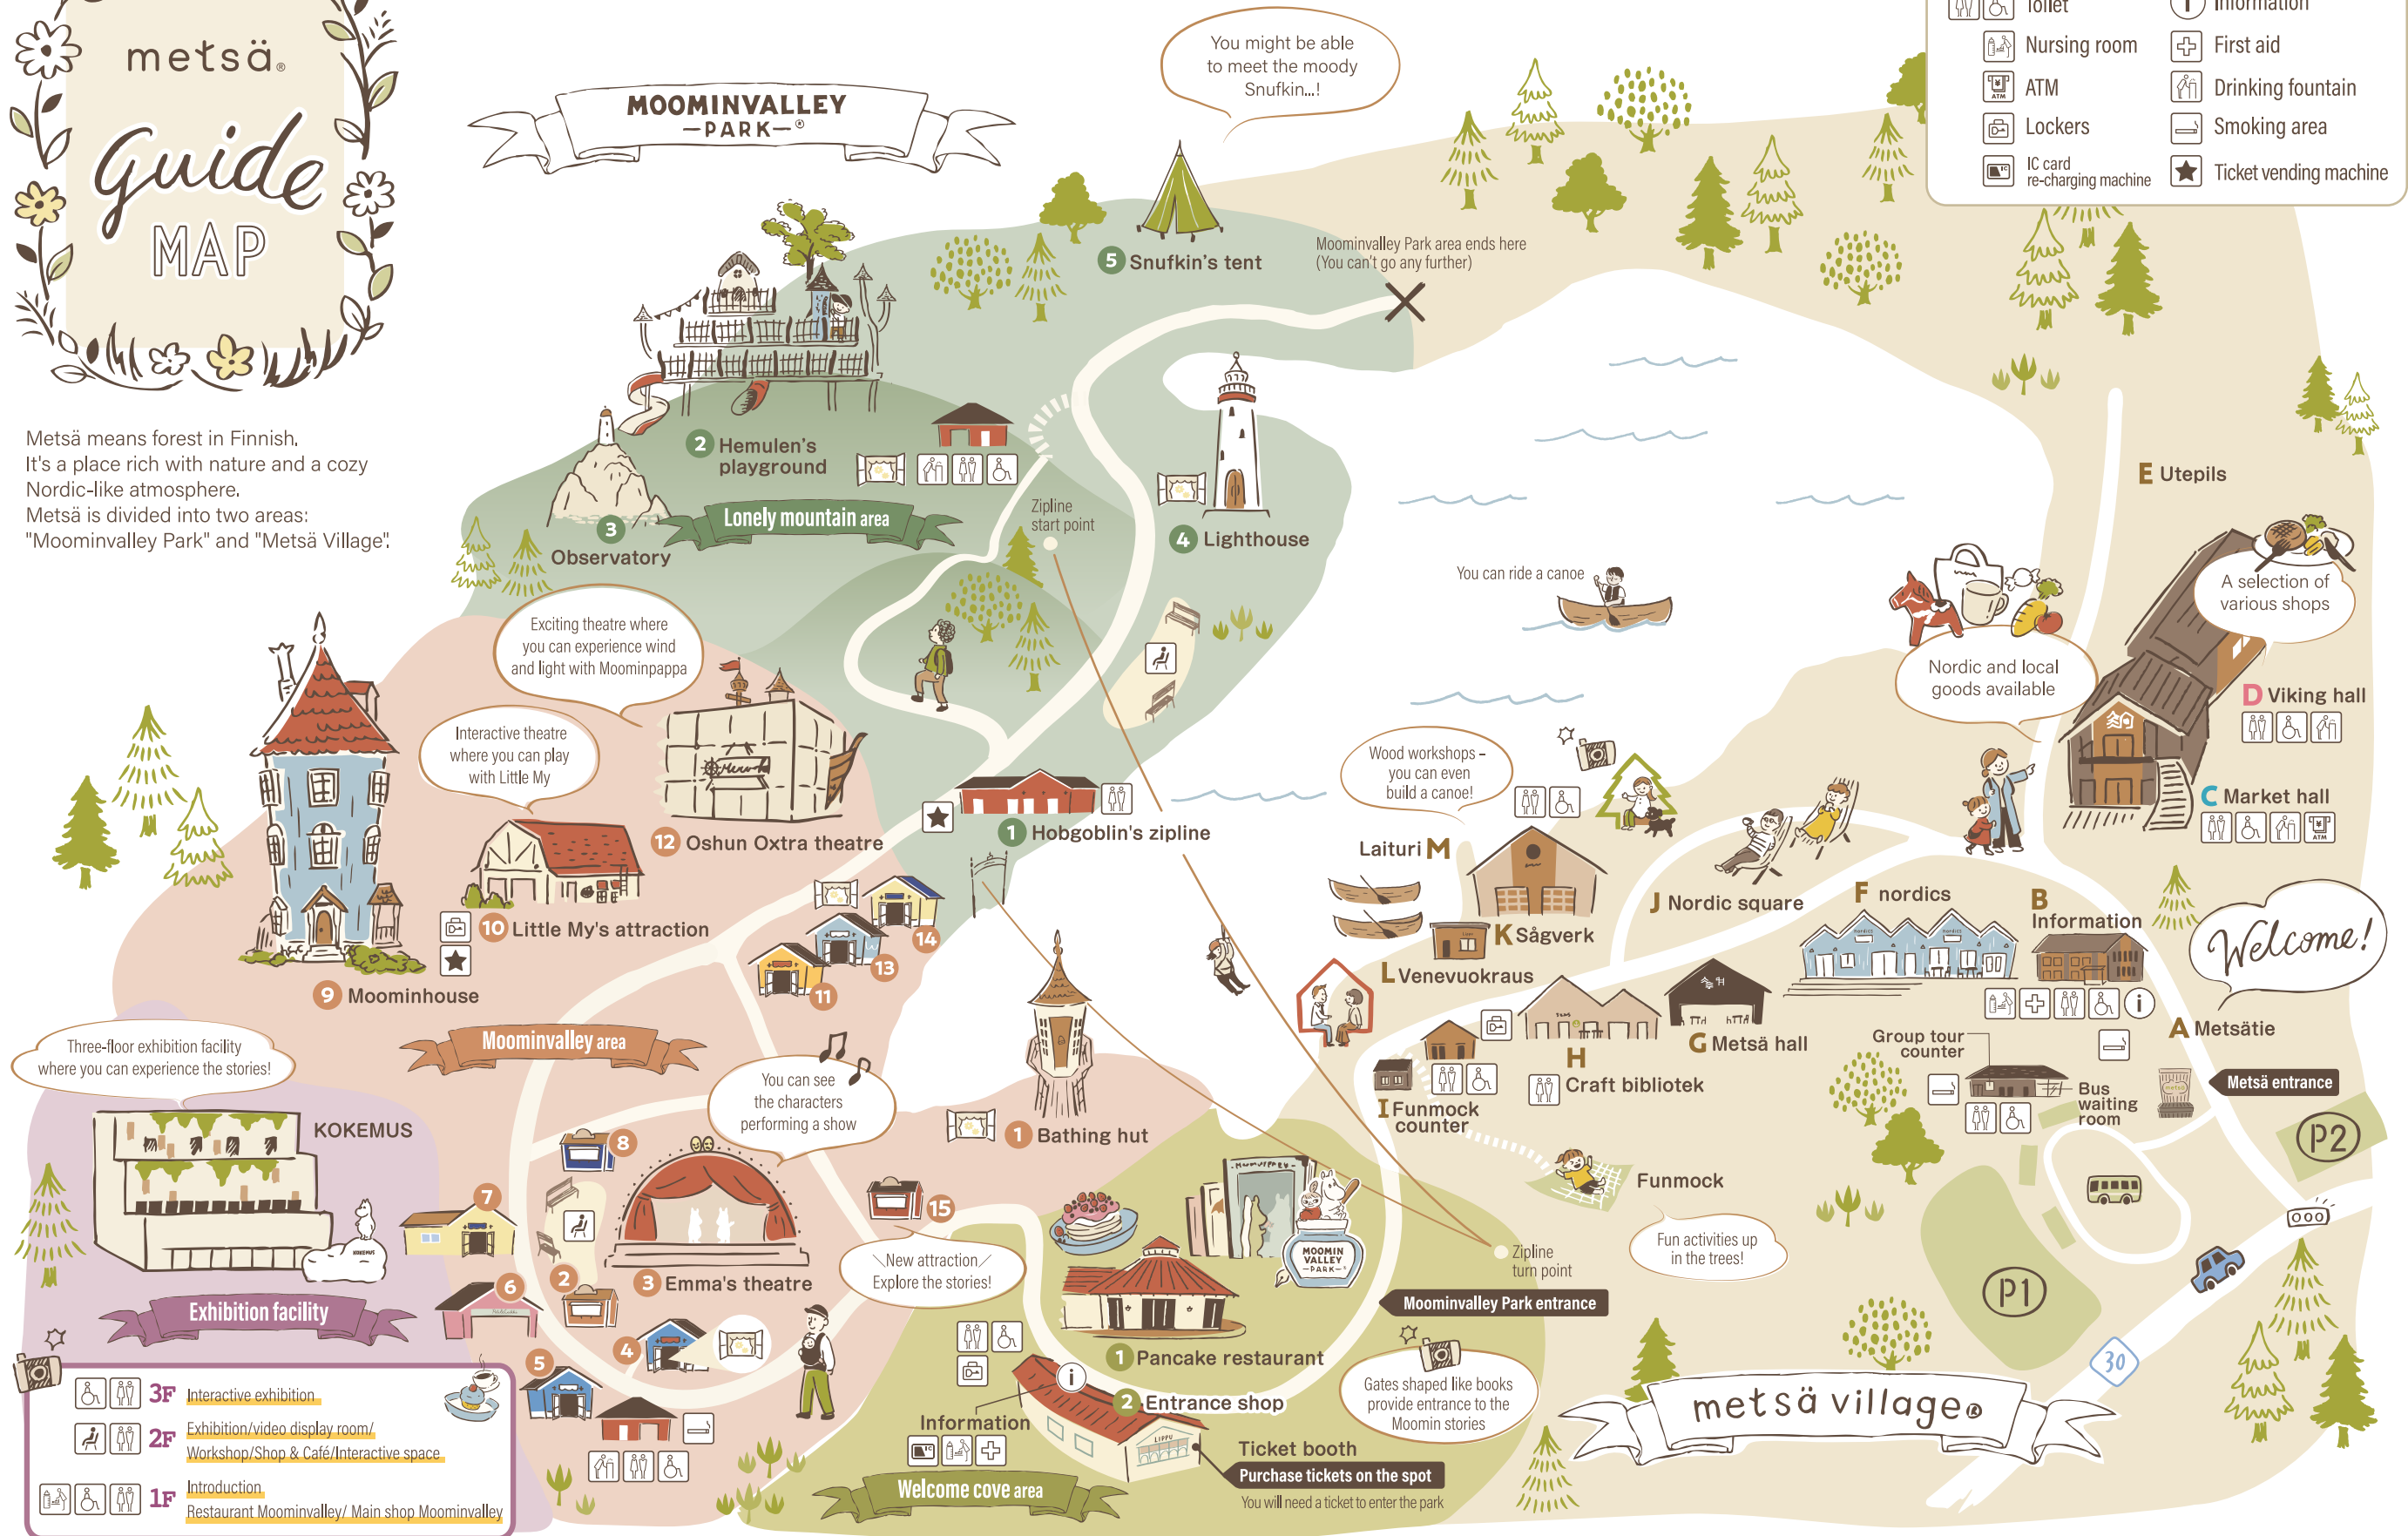 metsä®
guide
MAP
Metsä means forest in Finnish.
It's a place rich with nature and a cozy
Nordic-like atmosphere.
Metsä is divided into two areas:
"Moominvalley Park" and "Metsä Village".
MOOMINVALLEY
—PARK—®
You might be able
to meet the moody
Snufkin...!
Toilet
i Information
Nursing room
First aid
ATM ATM
Drinking fountain
Lockers
Smoking area
IC card
re-charging machine
Ticket vending machine
5 Snufkin's tent
Moominvalley Park area ends here
(You can't go any further)
2 Hemulen's
playground
3
Observatory
Lonely mountain area
Zipline
start point
4 Lighthouse
Exciting theatre where
you can experience wind
and light with Moominpappa
Interactive theatre
where you can play
with Little My
12 Oshun Oxtra theatre
1 Hobgoblin's zipline
10 Little My's attraction
14
13
11
9 Moominhouse
Moominvalley area
Three-floor exhibition facility
where you can experience the stories!
KOKEMUS
KOKEMUS
Exhibition facility
You can see
the characters
performing a show
1 Bathing hut
8
7
15
2
3 Emma's theatre
6
4
5
＼New attraction／
Explore the stories!
3F Interactive exhibition
2F Exhibition/video display room/
Workshop/Shop & Café/Interactive space
1F Introduction
Restaurant Moominvalley/ Main shop Moominvalley
MOOMIN
VALLEY
—PARK—
1 Pancake restaurant
2 Entrance shop
i
Information
LIPPU
Ticket booth
Purchase tickets on the spot
You will need a ticket to enter the park
Welcome cove area
Zipline
turn point
Moominvalley Park entrance
Gates shaped like books
provide entrance to the
Moomin stories
You can ride a canoe
E Utepils
A selection of
various shops
Nordic and local
goods available
D Viking hall
C Market hall
ATM
Wood workshops –
you can even
build a canoe!
Laituri M
K Sågverk
L Venevuokraus
J Nordic square
F nordics
B
Information
i
Welcome!
A Metsätie
G Metsä hall
H
Craft bibliotek
I Funmock
counter
Funmock
Fun activities up
in the trees!
Group tour
counter
Bus
waiting
room
Metsä entrance
P2
P1
30
metsä village®